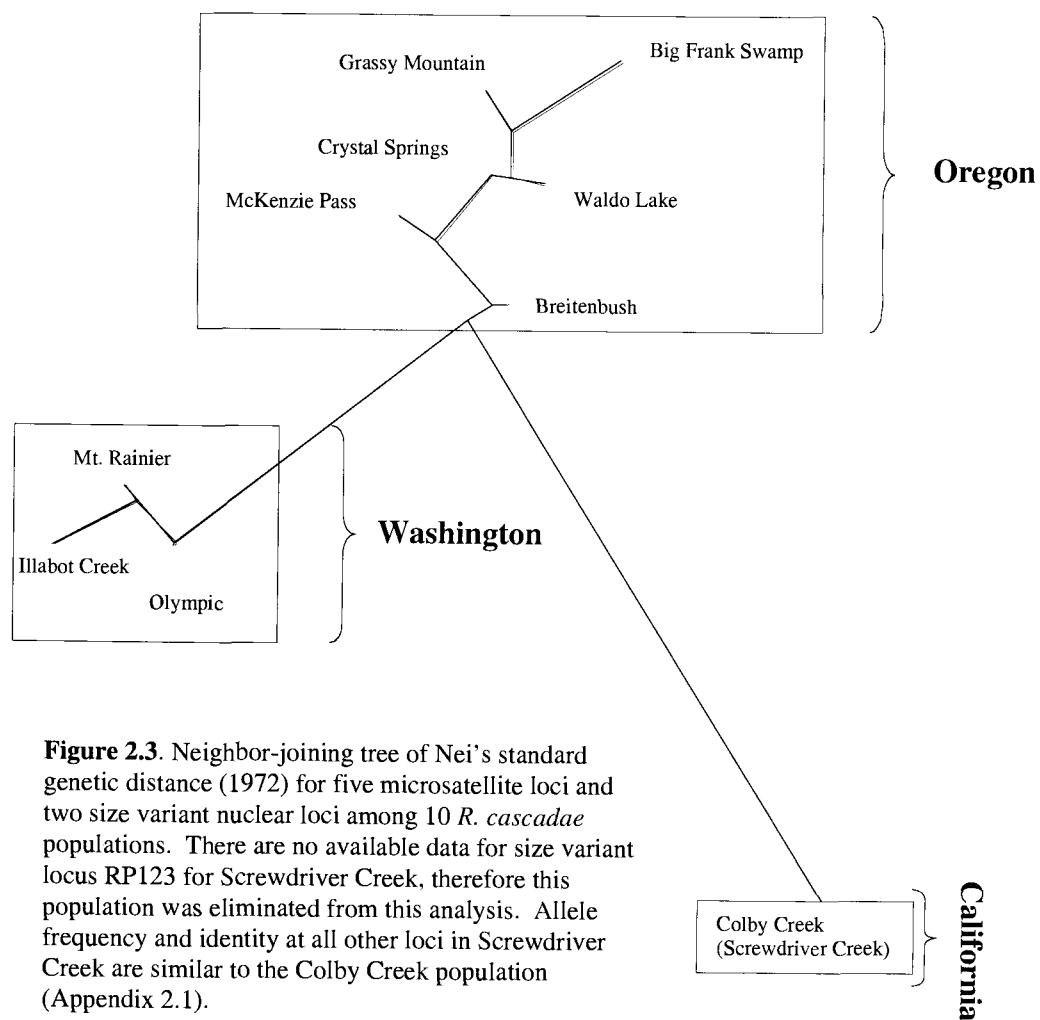 Grassy Mountain
Big Frank Swamp
Crystal Springs
McKenzie Pass
Waldo Lake
Oregon
Breitenbush
Mt. Rainier
Washington
Illabot Creek
Olympic
Figure 2.3. Neighbor-joining tree of Nei's standard
genetic distance (1972) for five microsatellite loci and
two size variant nuclear loci among 10 R. cascadae
populations. There are no available data for size variant
locus RP123 for Screwdriver Creek, therefore this
population was eliminated from this analysis. Allele
frequency and identity at all other loci in Screwdriver
Creek are similar to the Colby Creek population
(Appendix 2.1).
Colby Creek
(Screwdriver Creek)
California